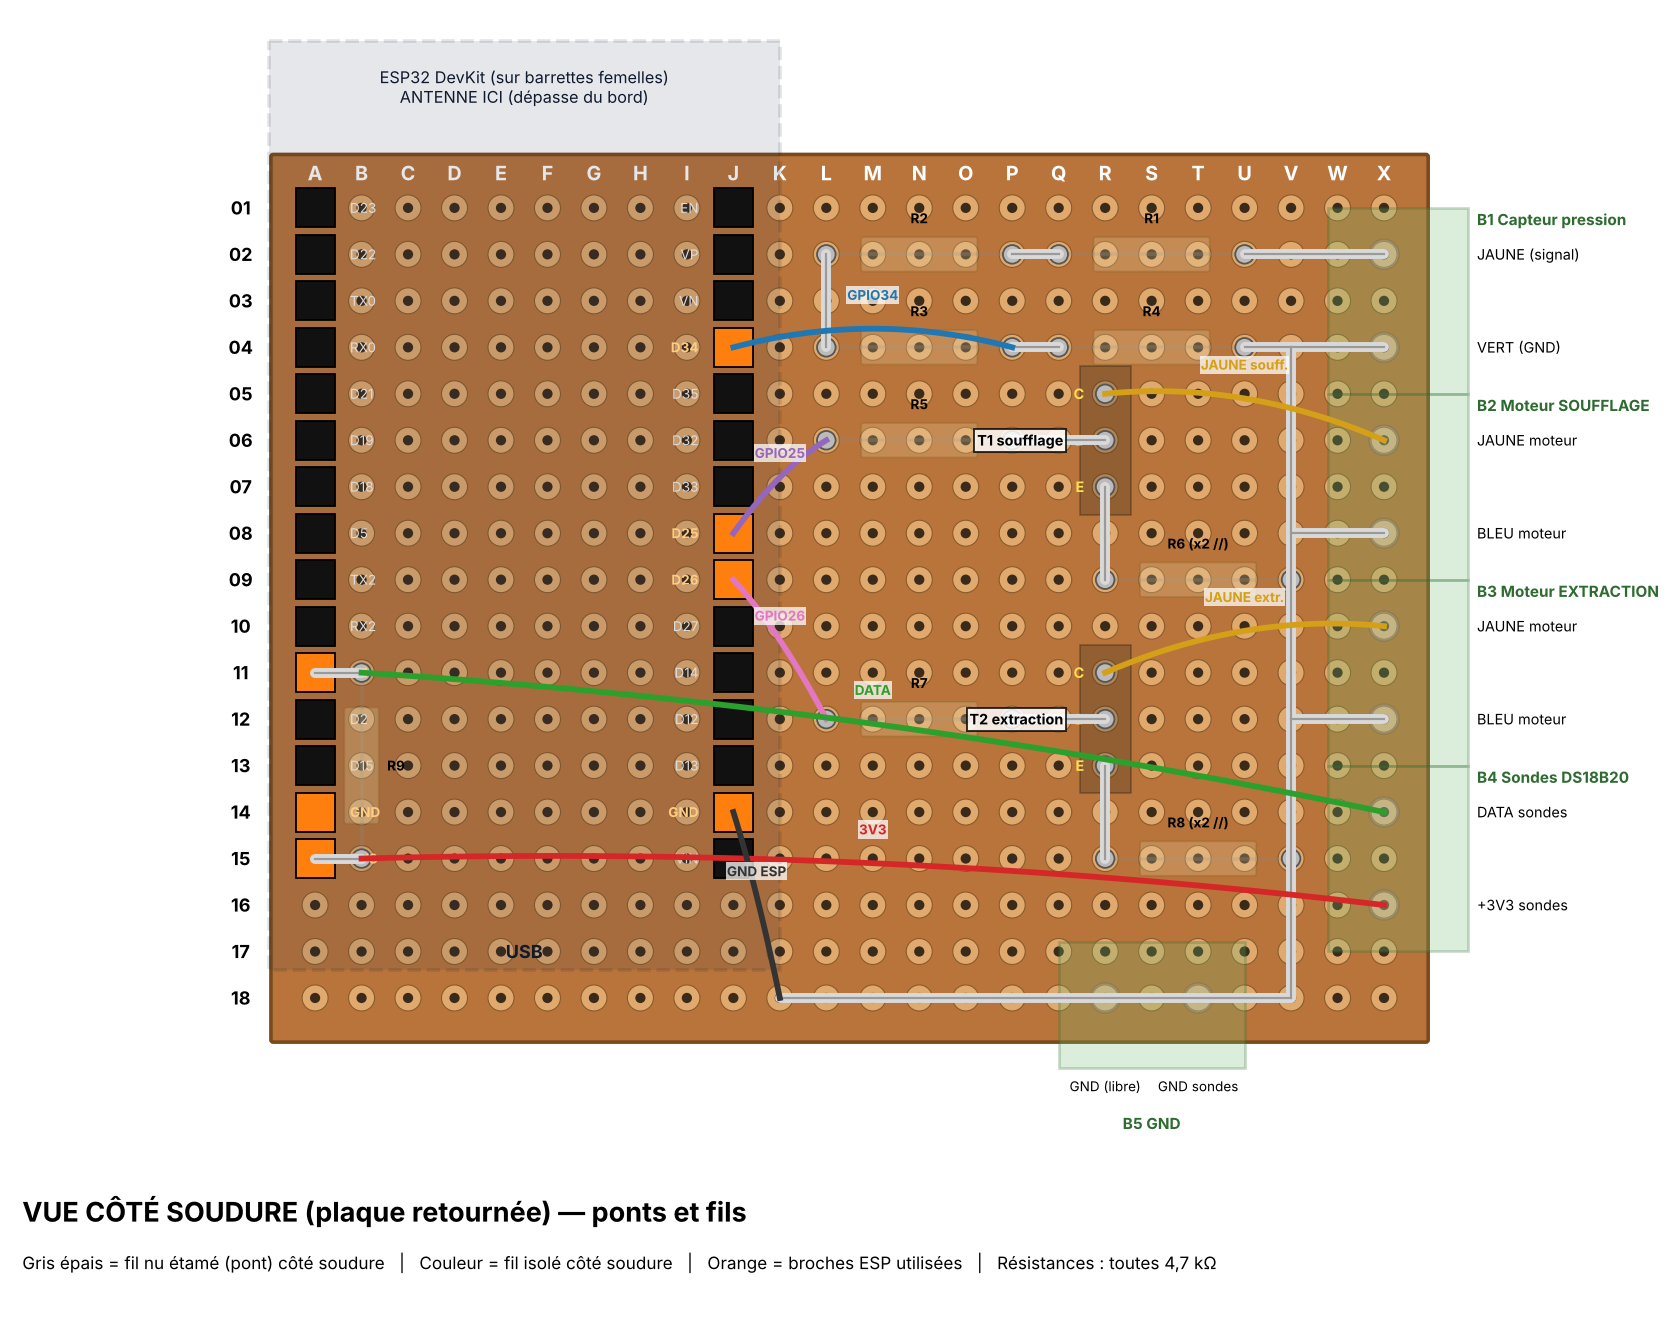 ESP32 DevKit (sur barrettes femelles)
ANTENNE ICI (dépasse du bord)
A B C D E F G H I J K L M N O P Q R S T U V W X
01 D23 EN R2 R1 B1 Capteur pression
02 D22 VP JAUNE (signal)
03 TX0 VN GPIO34 R3 R4
04 RX0 D34 VERT (GND)
JAUNE souff.
05 D21 D35 R5 C B2 Moteur SOUFFLAGE
06 D19 D32 GPIO25 T1 soufflage JAUNE moteur
07 D18 D33 E
08 D5 D25 R6 (x2 //) BLEU moteur
09 TX2 D26 JAUNE extr. B3 Moteur EXTRACTION
GPIO26
10 RX2 D27 JAUNE moteur
11 D14 DATA R7 C
12 D2 D12 T2 extraction BLEU moteur
13 D15 R9 D13 E B4 Sondes DS18B20
14 GND GND 3V3 R8 (x2 //) DATA sondes
15 GND ESP
16 +3V3 sondes
17 USB
18
GND (libre) GND sondes
B5 GND
VUE CÔTÉ SOUDURE (plaque retournée) — ponts et fils
Gris épais = fil nu étamé (pont) côté soudure | Couleur = fil isolé côté soudure | Orange = broches ESP utilisées | Résistances : toutes 4,7 kΩ